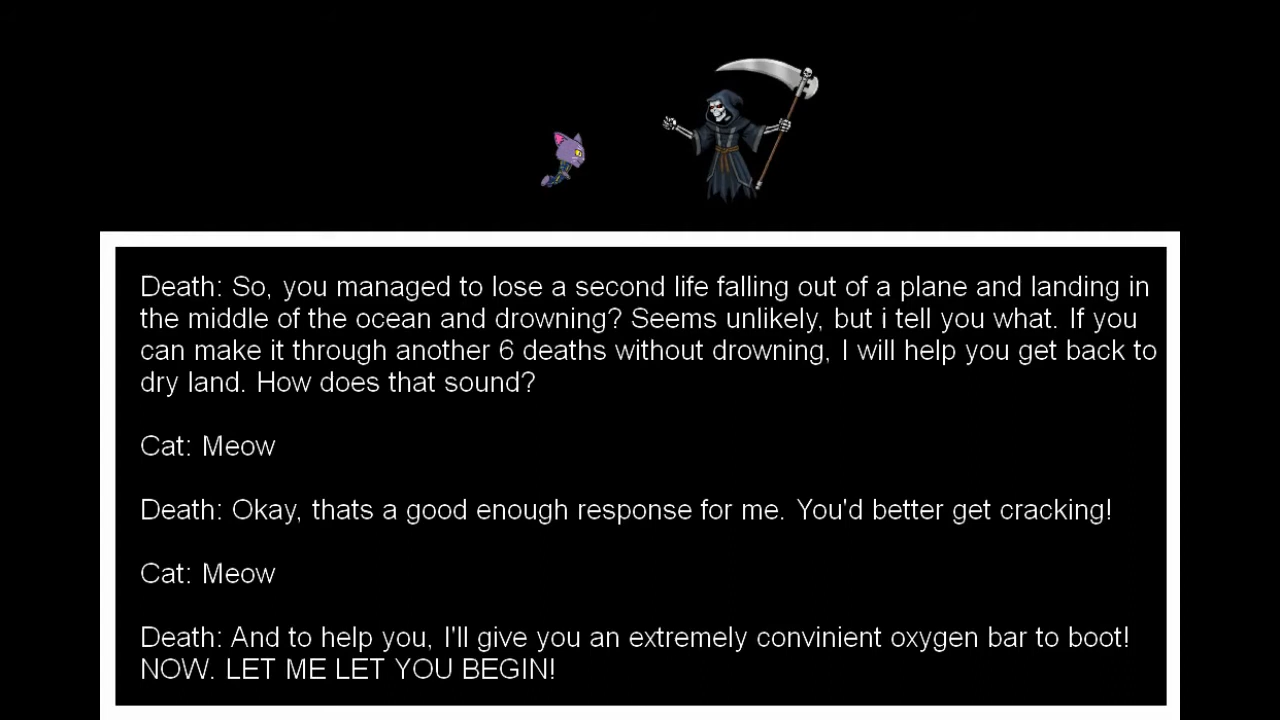 Death: So, you managed to lose a second life falling out of a plane and landing in
the middle of the ocean and drowning? Seems unlikely, but i tell you what. If you
can make it through another 6 deaths without drowning, I will help you get back to
dry land. How does that sound?
Cat: Meow
Death: Okay, thats a good enough response for me. You'd better get cracking!
Cat: Meow
Death: And to help you, I'll give you an extremely convinient oxygen bar to boot!
NOW. LET ME LET YOU BEGIN!